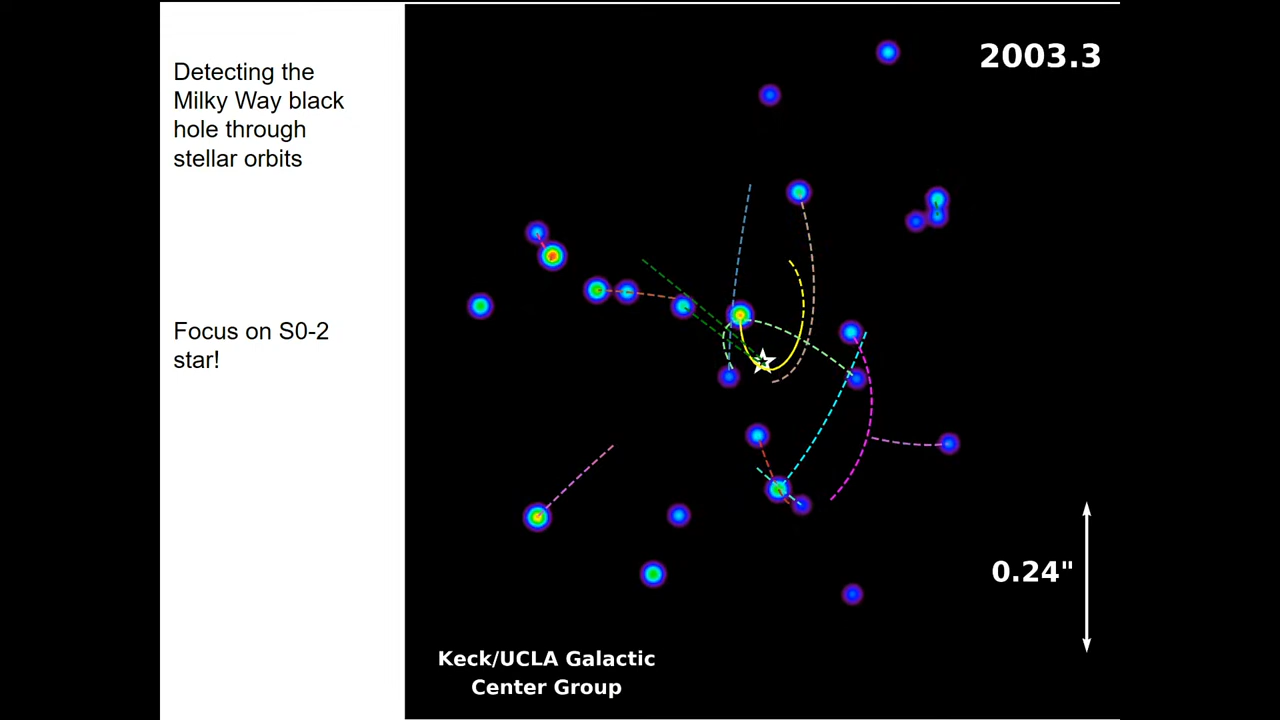 Detecting the
Milky Way black
hole through
stellar orbits
Focus on S0-2
star!
2003.3
0.24"
Keck/UCLA Galactic
Center Group